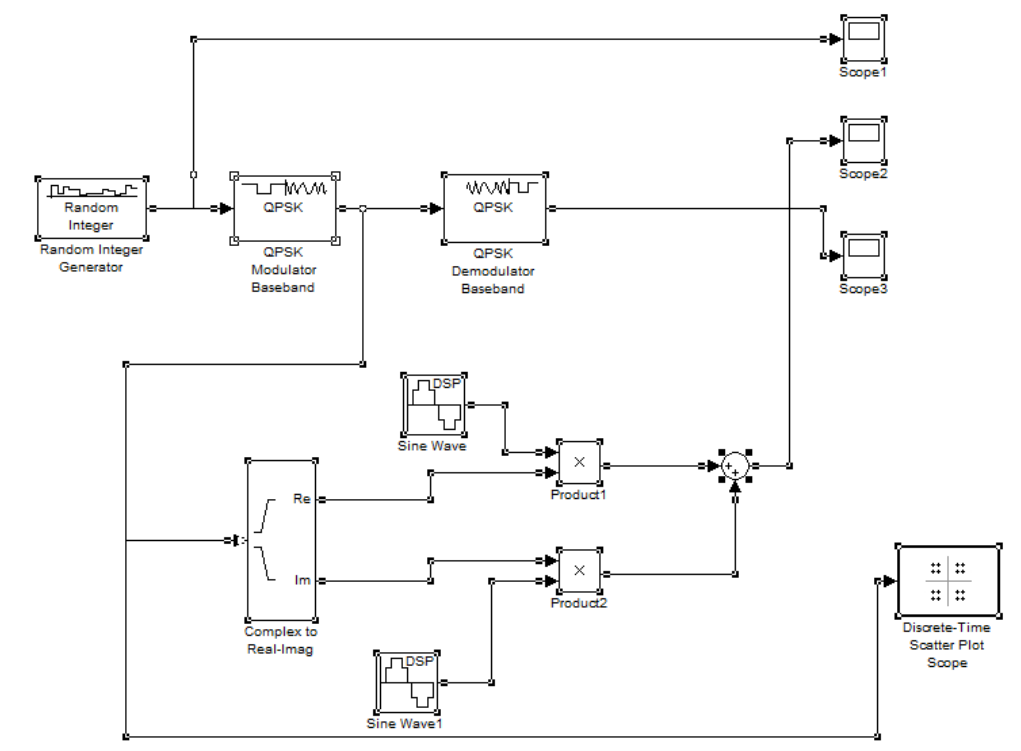 Scope1
Scope2
Random
Integer
Random Integer
Generator
QPSK
QPSK
Modulator
Baseband
QPSK
QPSK
Demodulator
Baseband
Scope3
DSP
Sine Wave
×
Product1
+
+
Re
Im
Complex to
Real-Imag
×
Product2
DSP
Sine Wave1
Discrete-Time
Scatter Plot
Scope